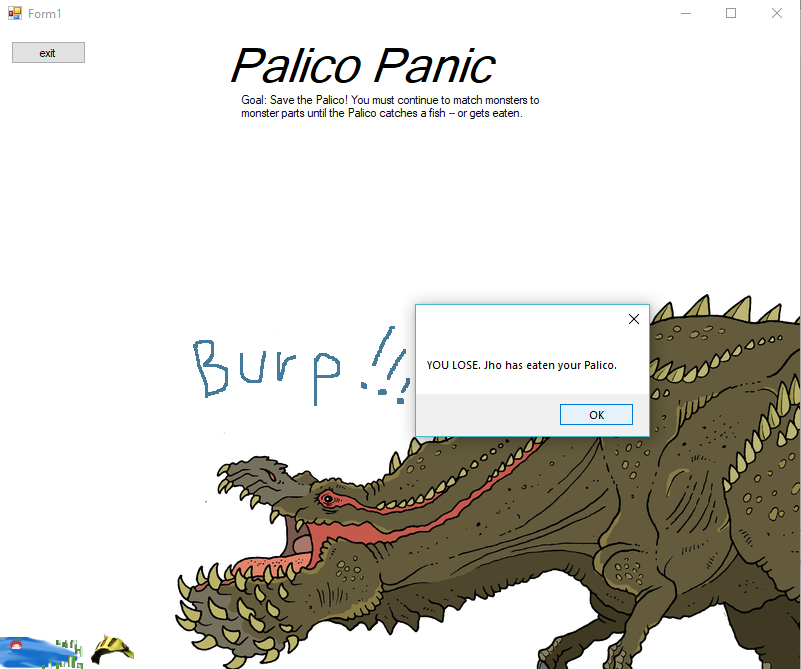 Form1
exit
Palico Panic
Goal: Save the Palico! You must continue to match monsters to
monster parts until the Palico catches a fish -- or gets eaten.
Burp!!!
YOU LOSE. Jho has eaten your Palico.
OK